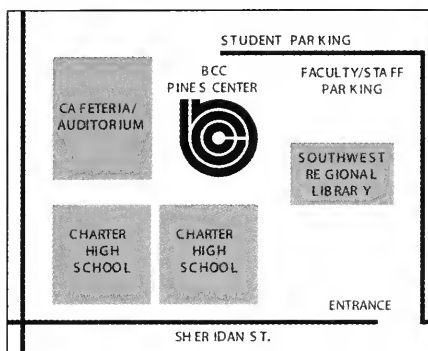 STUDENT PARKING
BCC
PINES CENTER
FACULTY/STAFF
PARKING
CAFETERIA/
AUDITORIUM
SOUTHWEST
REGIONAL
LIBRARY
CHARTER
HIGH
SCHOOL
CHARTER
HIGH
SCHOOL
ENTRANCE
SHERIDAN ST.